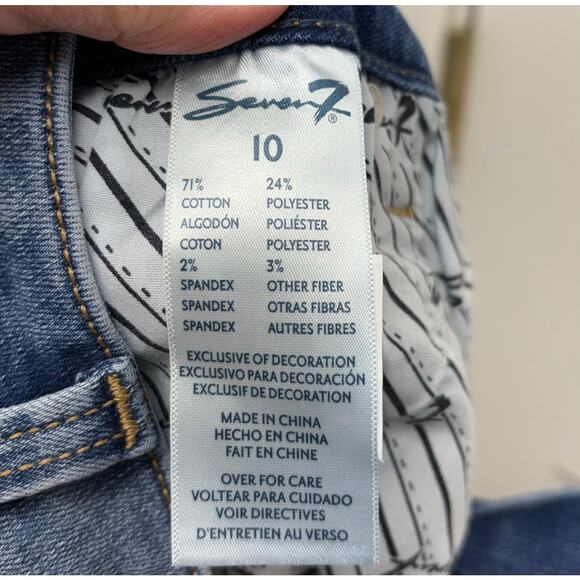 Seven7®
10
71% 24%
COTTON POLYESTER
ALGODÓN POLIÉSTER
COTON POLYESTER
2% 3%
SPANDEX OTHER FIBER
SPANDEX OTRAS FIBRAS
SPANDEX AUTRES FIBRES
EXCLUSIVE OF DECORATION
EXCLUSIVO PARA DECORACIÓN
EXCLUSIF DE DECORATION
MADE IN CHINA
HECHO EN CHINA
FAIT EN CHINE
OVER FOR CARE
VOLTEAR PARA CUIDADO
VOIR DIRECTIVES
D'ENTRETIEN AU VERSO